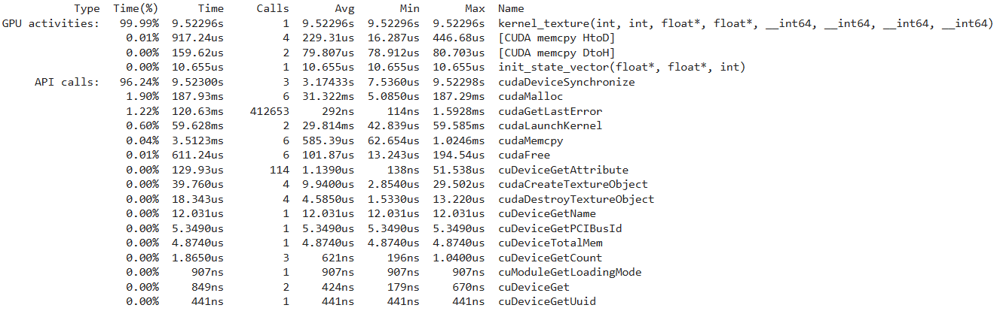 Type Time(%) Time Calls Avg Min Max Name
GPU activities: 99.99% 9.52296s 1 9.52296s 9.52296s 9.52296s kernel_texture(int, int, float*, float*, __int64, __int64, __int64, __int64)
0.01% 917.24us 4 229.31us 16.287us 446.68us [CUDA memcpy HtoD]
0.00% 159.62us 2 79.807us 78.912us 80.703us [CUDA memcpy DtoH]
0.00% 10.655us 1 10.655us 10.655us 10.655us init_state_vector(float*, float*, int)
API calls: 96.24% 9.52300s 3 3.17433s 7.5360us 9.52298s cudaDeviceSynchronize
1.90% 187.93ms 6 31.322ms 5.0850us 187.29ms cudaMalloc
1.22% 120.63ms 412653 292ns 114ns 1.5928ms cudaGetLastError
0.60% 59.628ms 2 29.814ms 42.839us 59.585ms cudaLaunchKernel
0.04% 3.5123ms 6 585.39us 62.654us 1.0246ms cudaMemcpy
0.01% 611.24us 6 101.87us 13.243us 194.54us cudaFree
0.00% 129.93us 114 1.1390us 138ns 51.538us cuDeviceGetAttribute
0.00% 39.760us 4 9.9400us 2.8540us 29.502us cudaCreateTextureObject
0.00% 18.343us 4 4.5850us 1.5330us 13.220us cudaDestroyTextureObject
0.00% 12.031us 1 12.031us 12.031us 12.031us cuDeviceGetName
0.00% 5.3490us 1 5.3490us 5.3490us 5.3490us cuDeviceGetPCIBusId
0.00% 4.8740us 1 4.8740us 4.8740us 4.8740us cuDeviceTotalMem
0.00% 1.8650us 3 621ns 196ns 1.0400us cuDeviceGetCount
0.00% 907ns 1 907ns 907ns 907ns cuModuleGetLoadingMode
0.00% 849ns 2 424ns 179ns 670ns cuDeviceGet
0.00% 441ns 1 441ns 441ns 441ns cuDeviceGetUuid